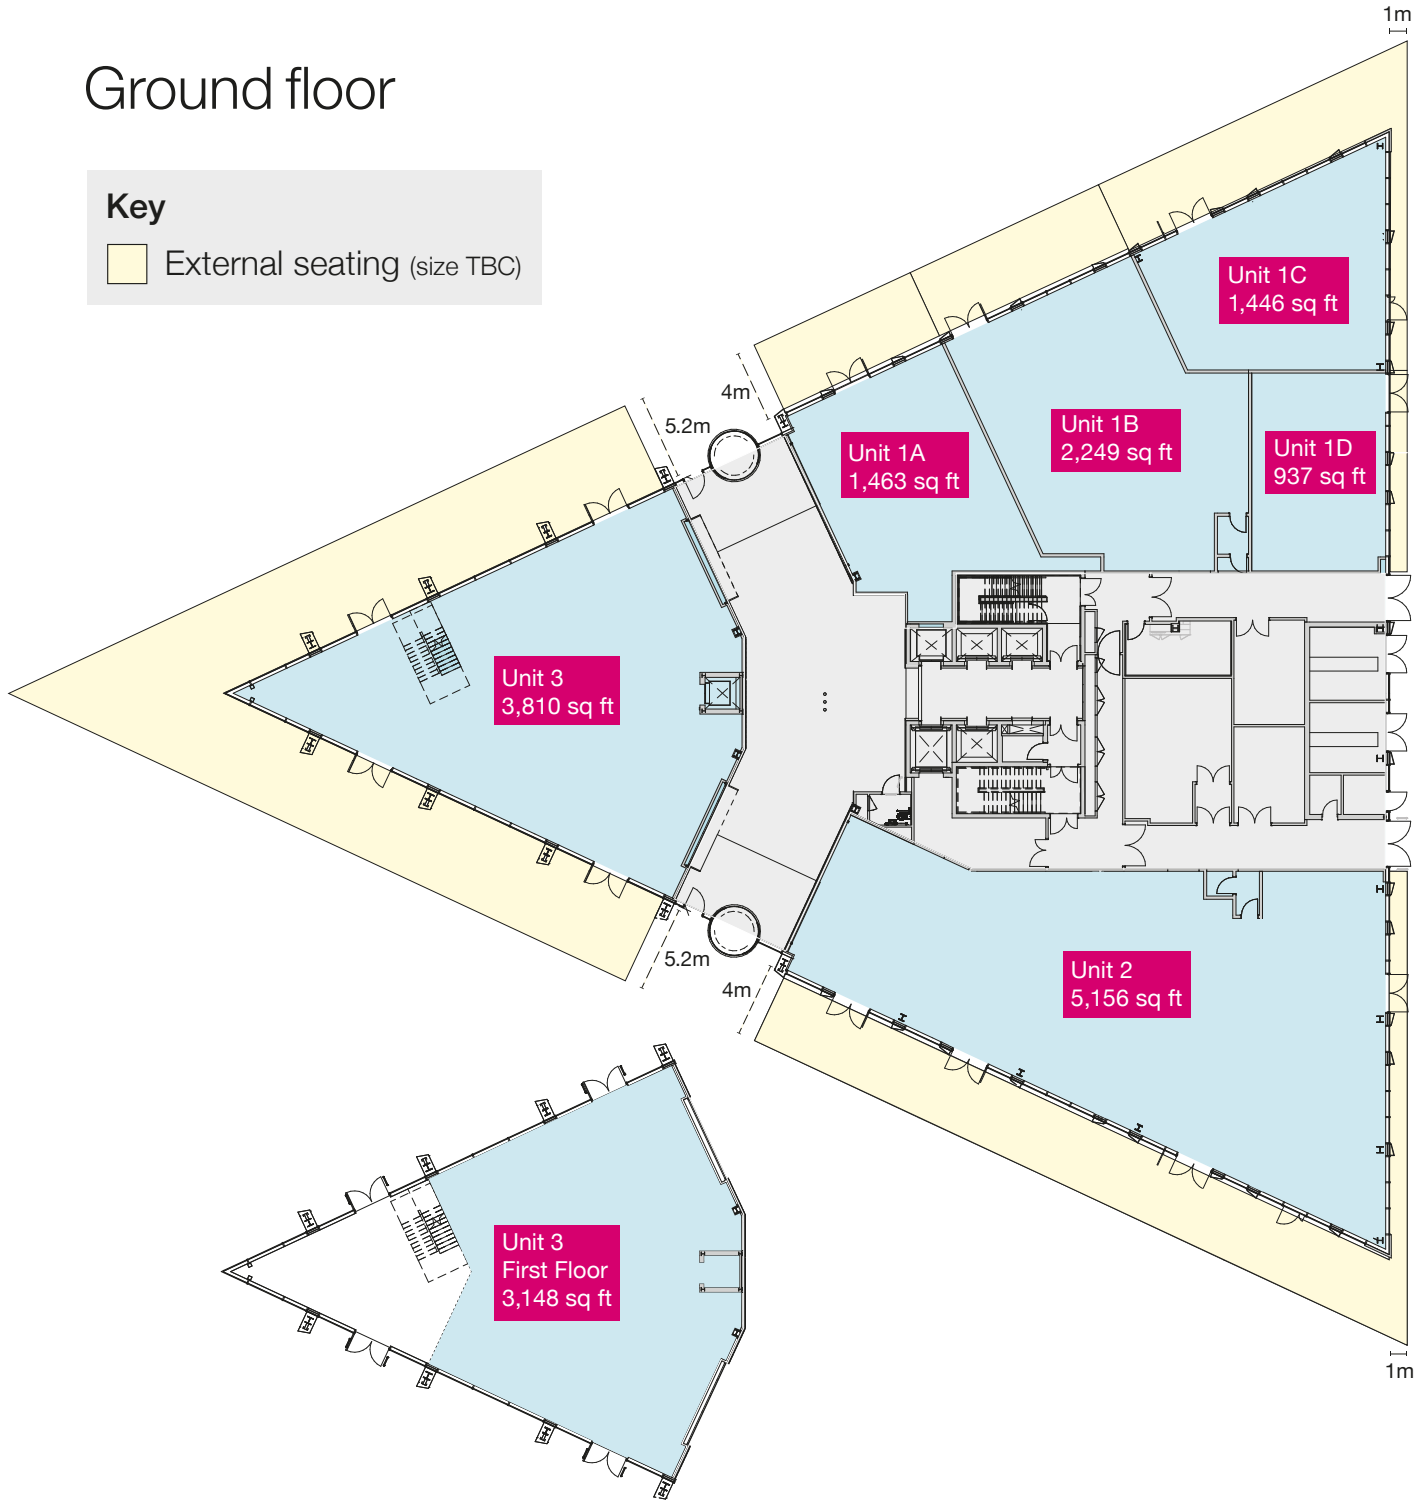 1m
Ground floor
Key
External seating (size TBC)
Unit 1C
1,446 sq ft
4m
5.2m
Unit 1B
2,249 sq ft
Unit 1A
1,463 sq ft
Unit 1D
937 sq ft
Unit 3
3,810 sq ft
5.2m
4m
Unit 2
5,156 sq ft
Unit 3
First Floor
3,148 sq ft
1m